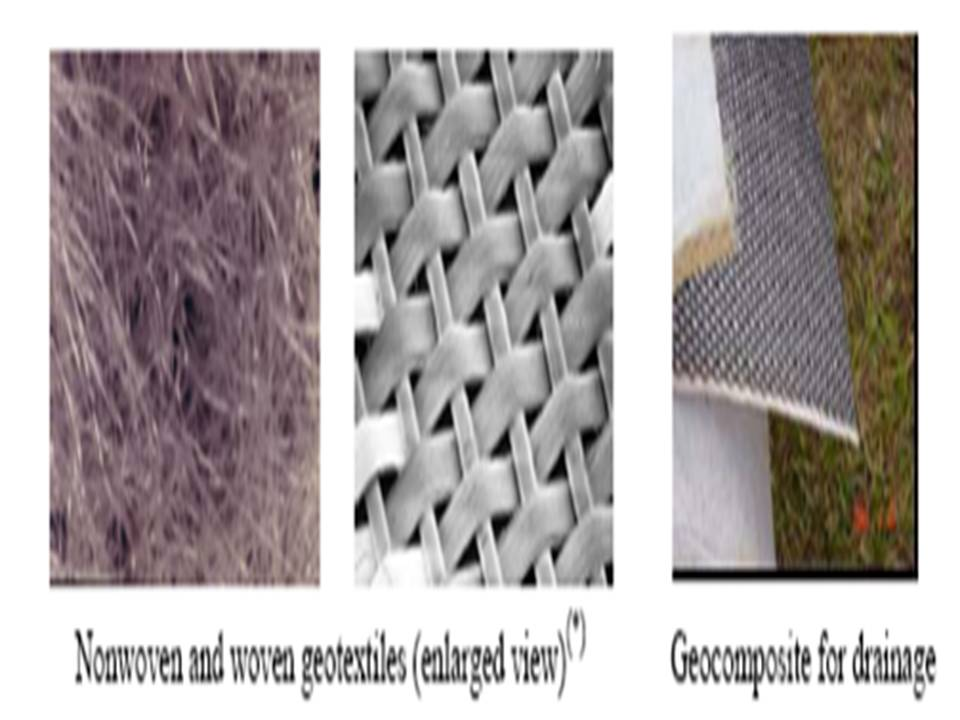 Nonwoven and woven geotextiles (enlarged view)(*)
Geocomposite for drainage